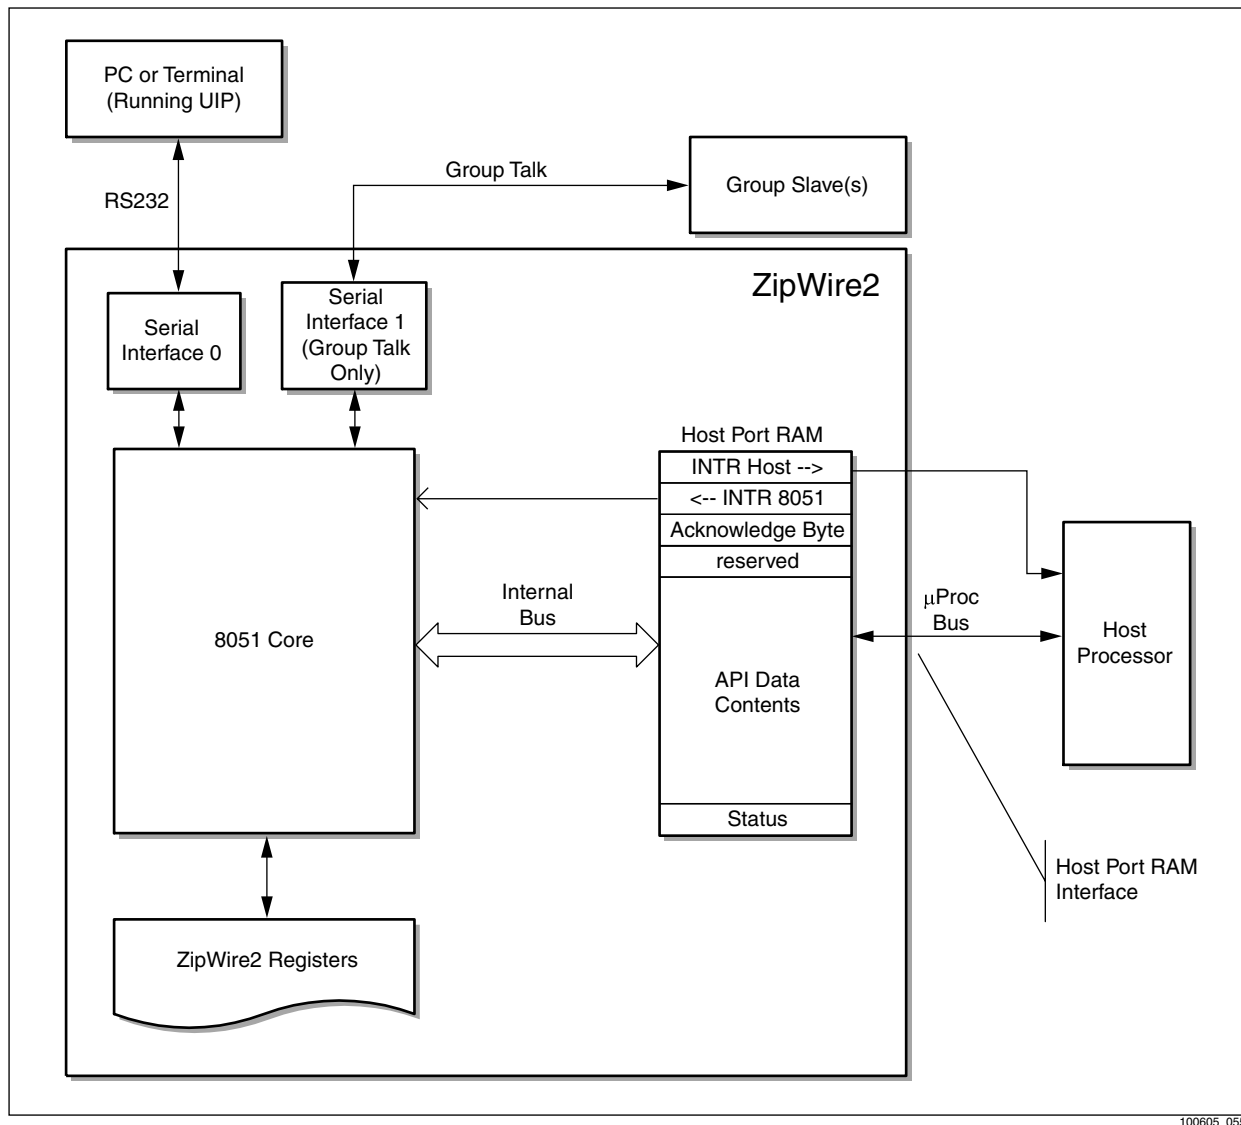 PC or Terminal
(Running UIP)
RS232
Group Talk
Group Slave(s)
ZipWire2
Serial
Interface 0
Serial
Interface 1
(Group Talk
Only)
Host Port RAM
INTR Host -->
<-- INTR 8051
Acknowledge Byte
reserved
Internal
Bus
8051 Core
API Data
Contents
Status
µProc
Bus
Host
Processor
Host Port RAM
Interface
ZipWire2 Registers